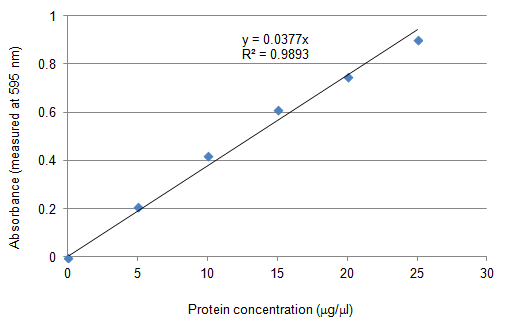 y = 0.0377x
R² = 0.9893
Absorbance (measured at 595 nm)
1
0.8
0.6
0.4
0.2
0
0 5 10 15 20 25 30
Protein concentration (μg/μl)